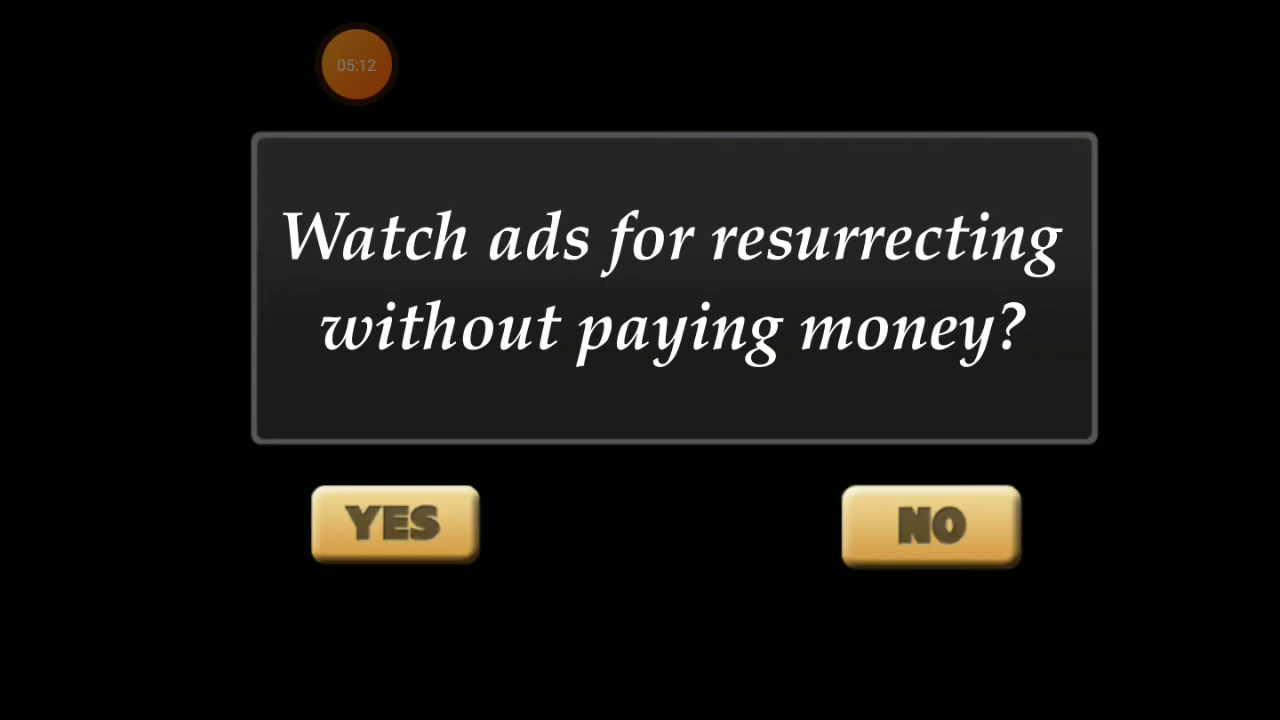 05:12
Watch ads for resurrecting
without paying money?
YES
NO